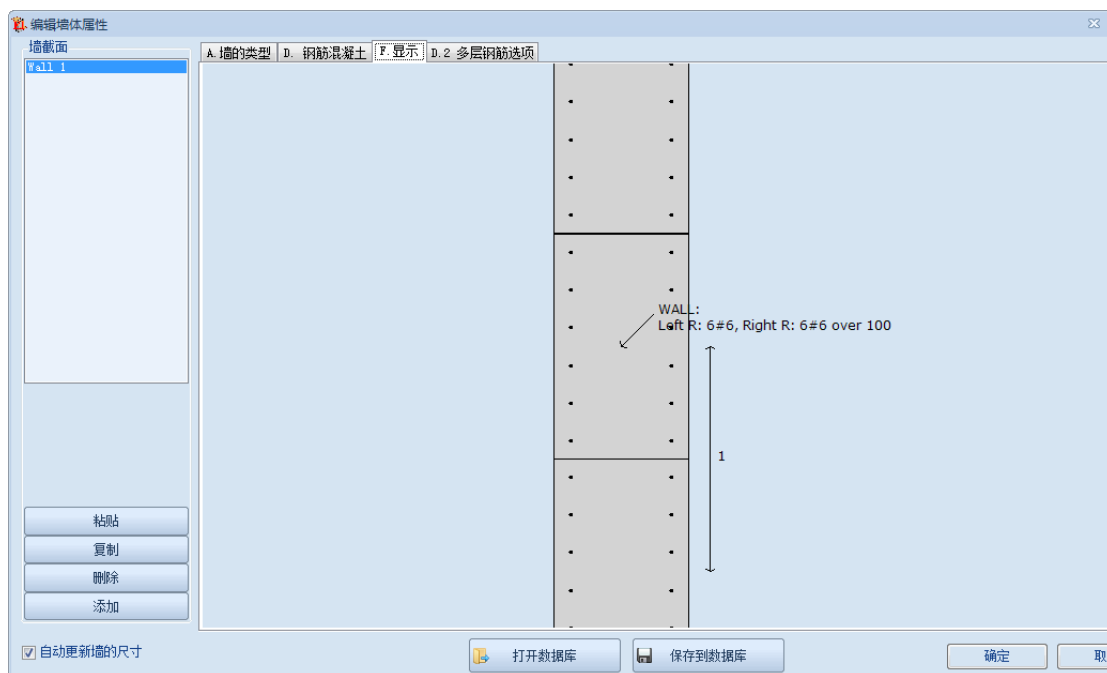 编辑墙体属性
墙截面
Wall 1
A.墙的类型 D. 钢筋混凝土 F.显示 D.2 多层钢筋选项
WALL:
Left R: 6#6, Right R: 6#6 over 100
1
粘贴
复制
删除
添加
自动更新墙的尺寸
打开数据库 保存到数据库 确定 取